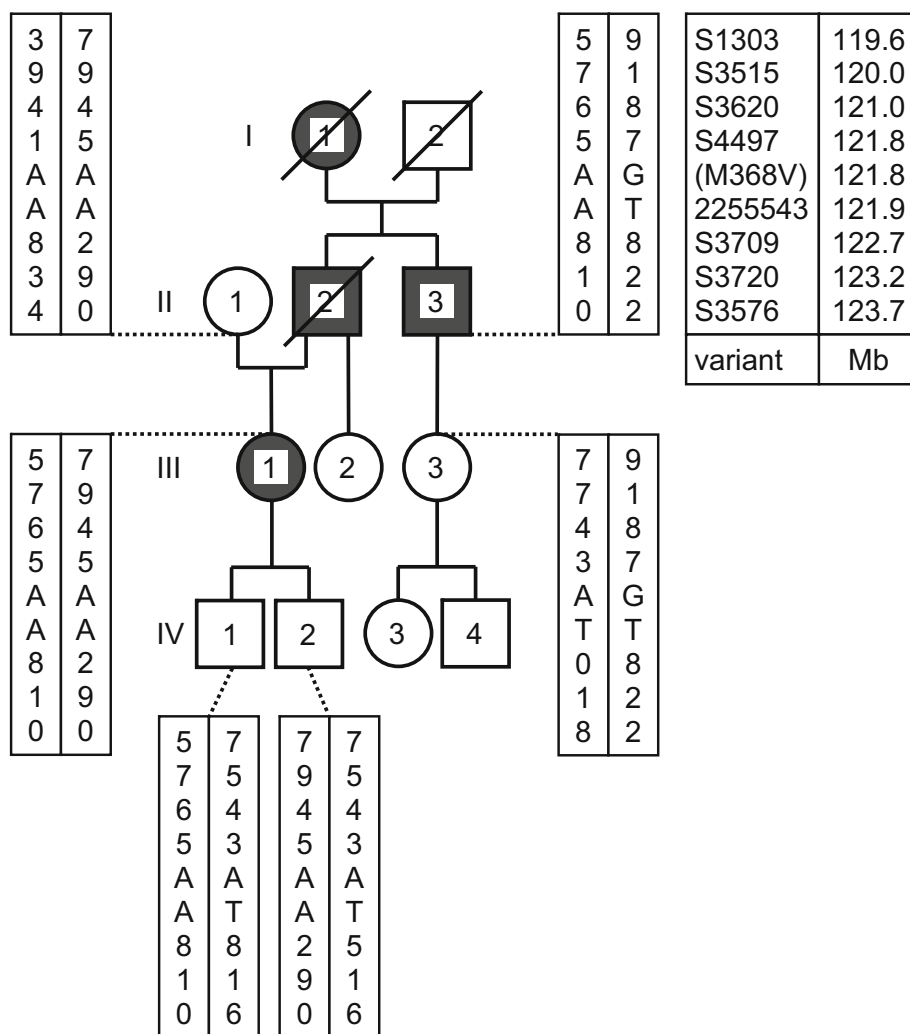 3 7
9 9
4 4
1 5
A A
A A
8 2
3 9
4 0
I
1
2
5 9
7 1
6 8
5 7
A G
A T
8 8
1 2
0 2
S1303 119.6
S3515 120.0
S3620 121.0
S4497 121.8
(M368V) 121.8
2255543 121.9
S3709 122.7
S3720 123.2
S3576 123.7
variant Mb
II
1
2
3
5 7
7 9
6 4
5 5
A A
A A
8 2
1 9
0 0
III
1
2
3
7 9
7 1
4 8
3 7
A G
T T
0 8
1 2
8 2
IV
1
2
3
4
5 7
7 5
6 4
5 3
A A
A T
8 8
1 1
0 6
7 7
9 5
4 4
5 3
A A
A T
2 5
9 1
0 6